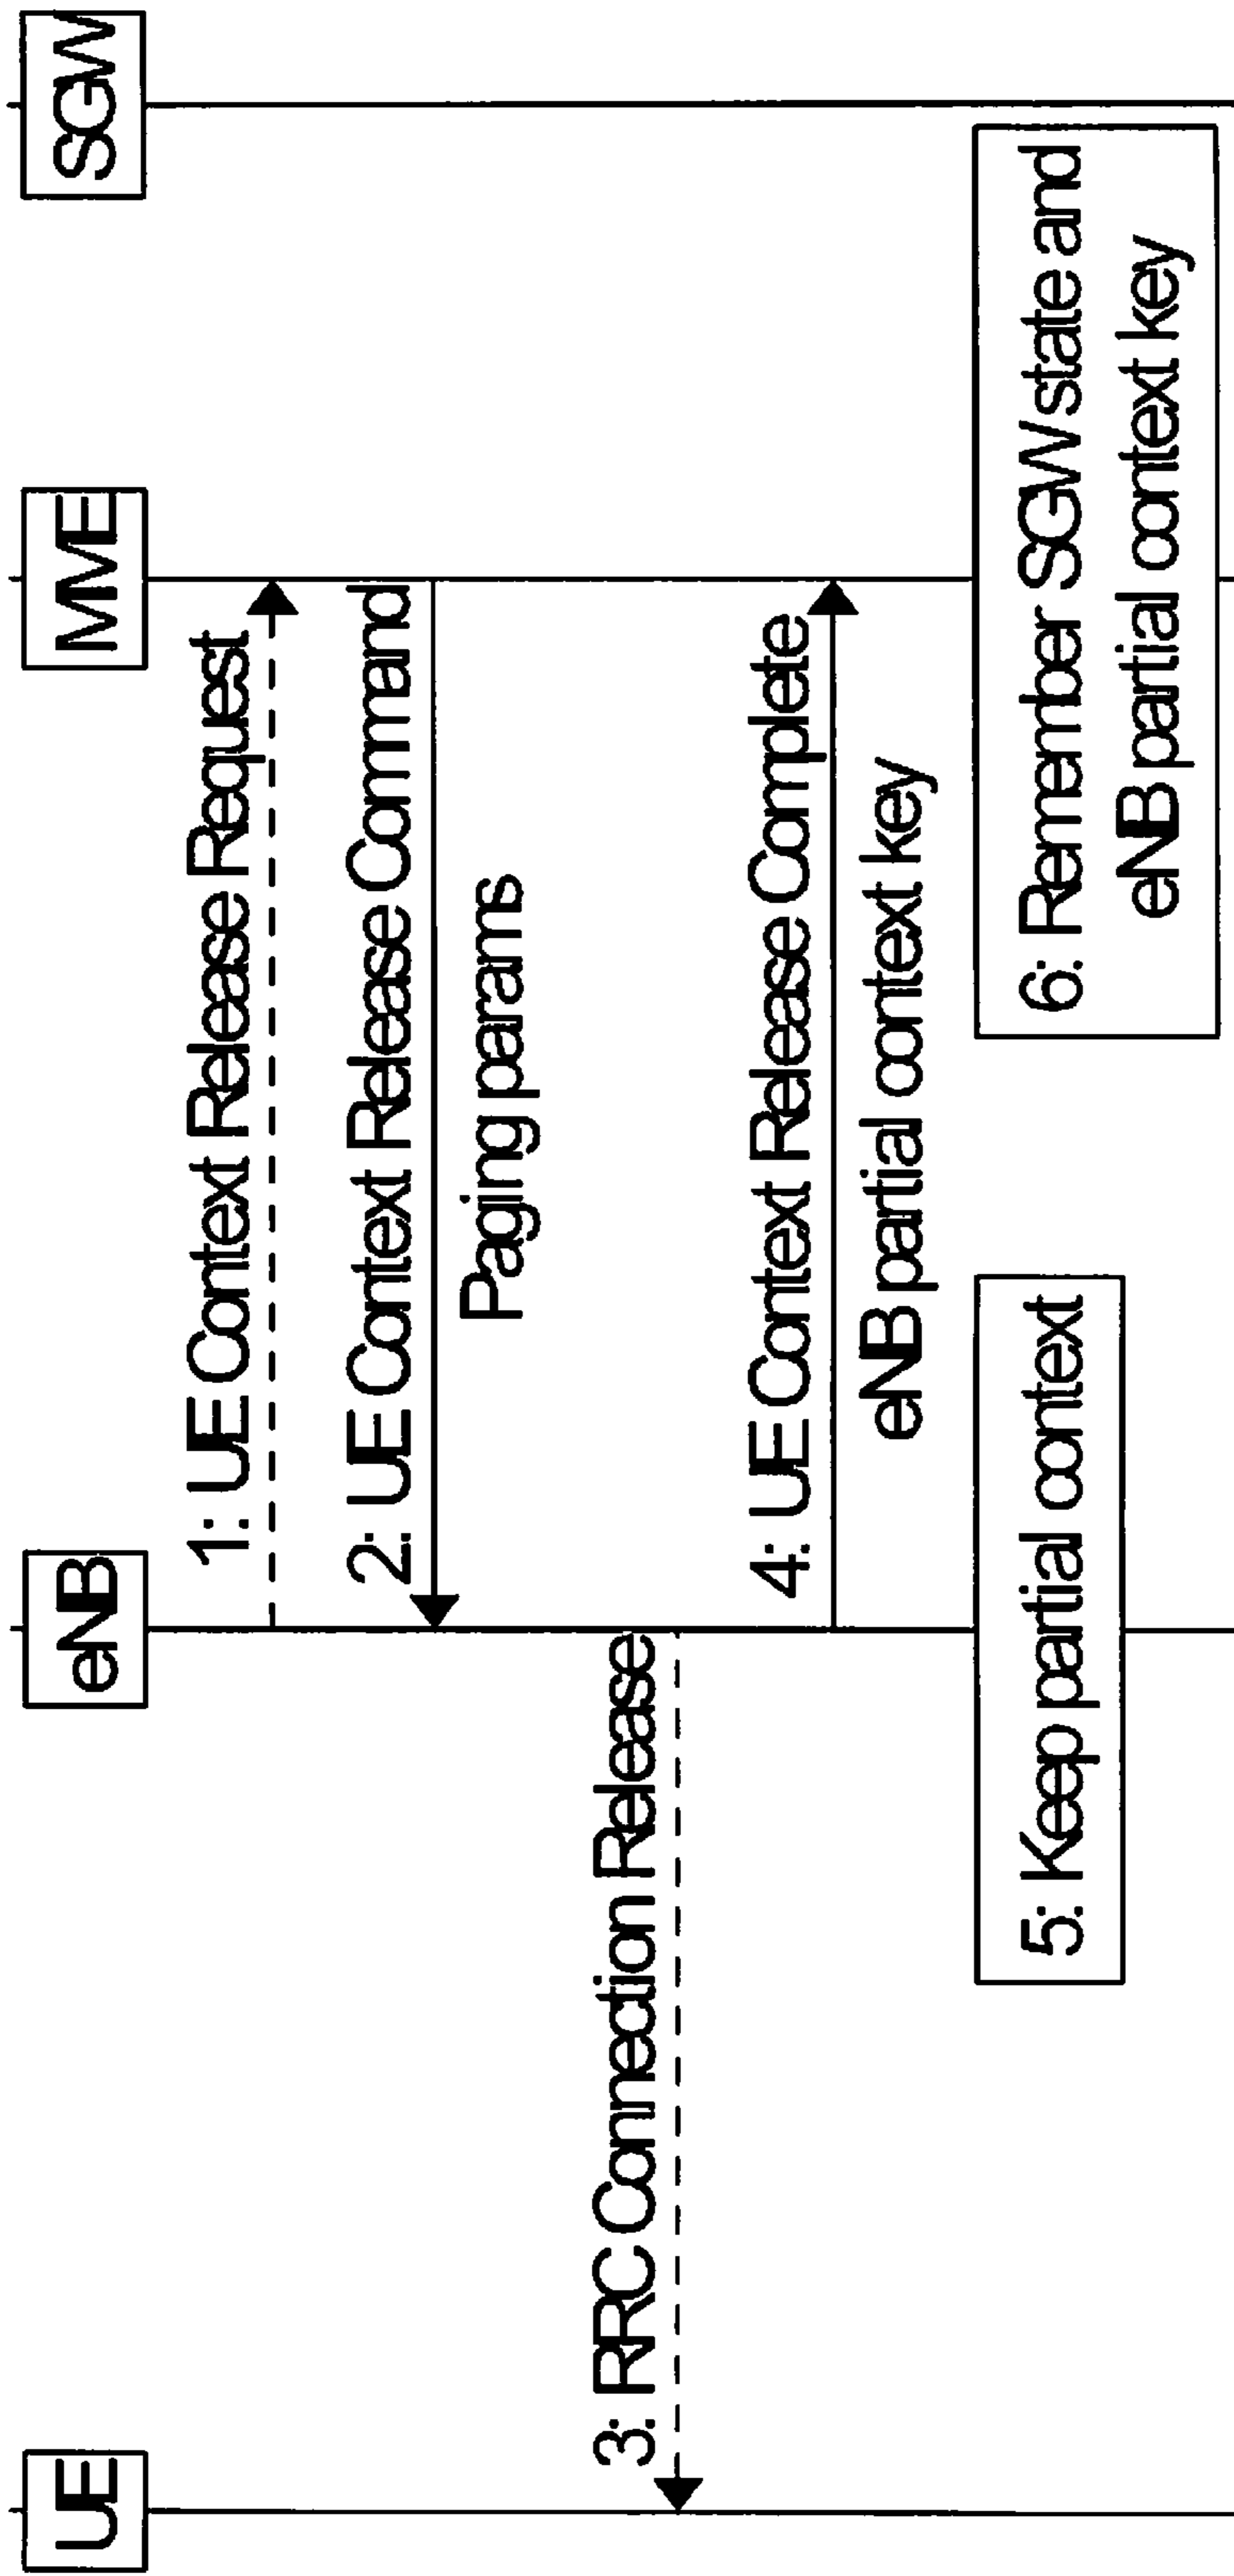 UE
eNB
MME
SGW
1: UE Context Release Request
2: UE Context Release Command
Paging params
3: RRC Connection Release
4: UE Context Release Complete
eNB partial context key
5: Keep partial context
6: Remember SGW state and
eNB partial context key